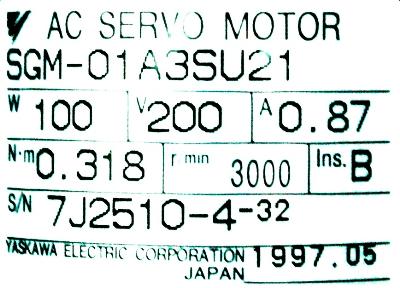 AC SERVO MOTOR
SGM-01A3SU21
W 100 V 200 A 0.87
N·m 0.318 r min 3000 Ins. B
S/N 7J2510-4-32
YASKAWA ELECTRIC CORPORATION 1997.05
JAPAN